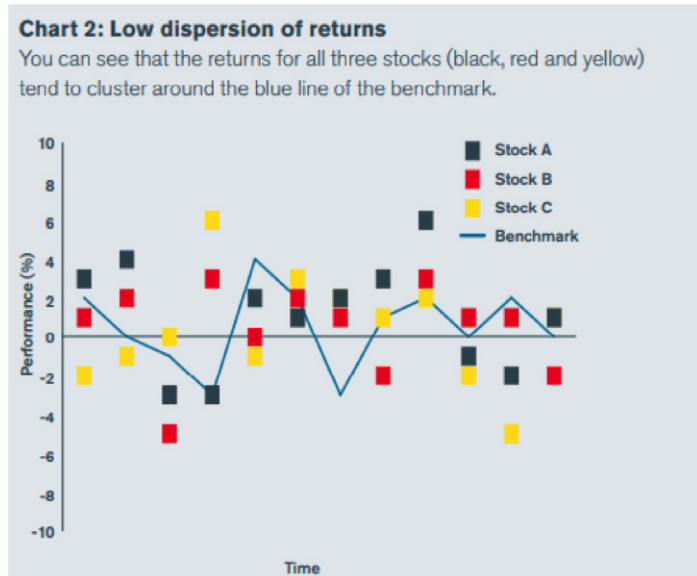 Chart 2: Low dispersion of returns
You can see that the returns for all three stocks (black, red and yellow)
tend to cluster around the blue line of the benchmark.
10
8
6
4
2
0
-2
-4
-6
-8
-10
Performance (%)
Stock A
Stock B
Stock C
Benchmark
Time